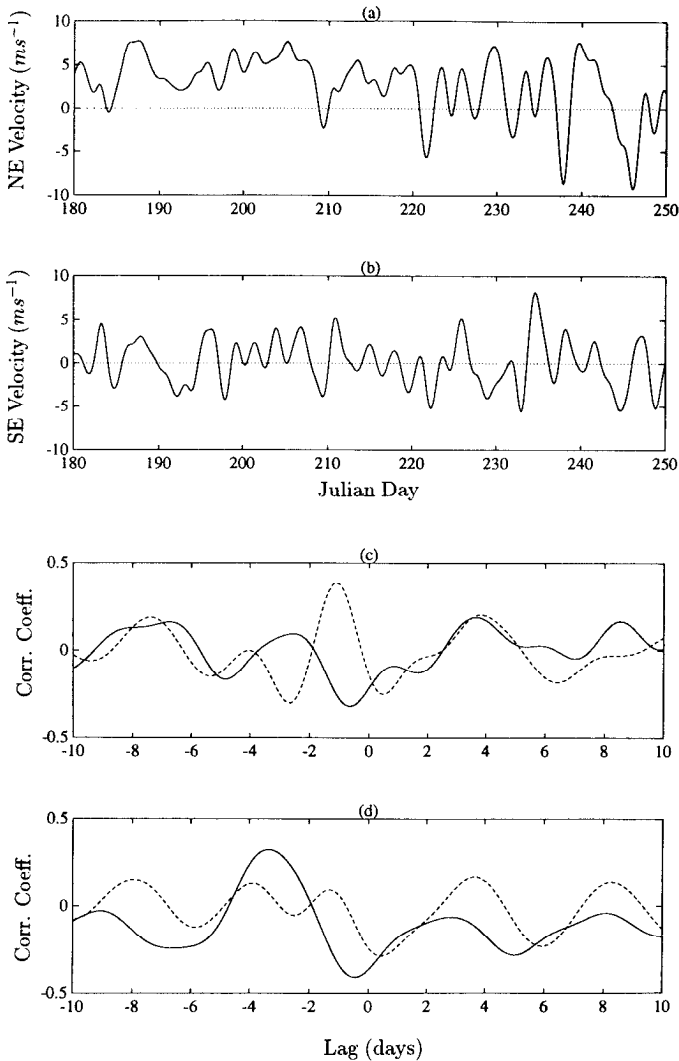 (a)
NE Velocity (ms⁻¹)
10
5
0
-5
-10
180 190 200 210 220 230 240 250
(b)
SE Velocity (ms⁻¹)
10
5
0
-5
-10
180 190 200 210 220 230 240 250
Julian Day
(c)
Corr. Coeff.
0.5
0
-0.5
-10 -8 -6 -4 -2 0 2 4 6 8 10
(d)
Corr. Coeff.
0.5
0
-0.5
-10 -8 -6 -4 -2 0 2 4 6 8 10
Lag (days)